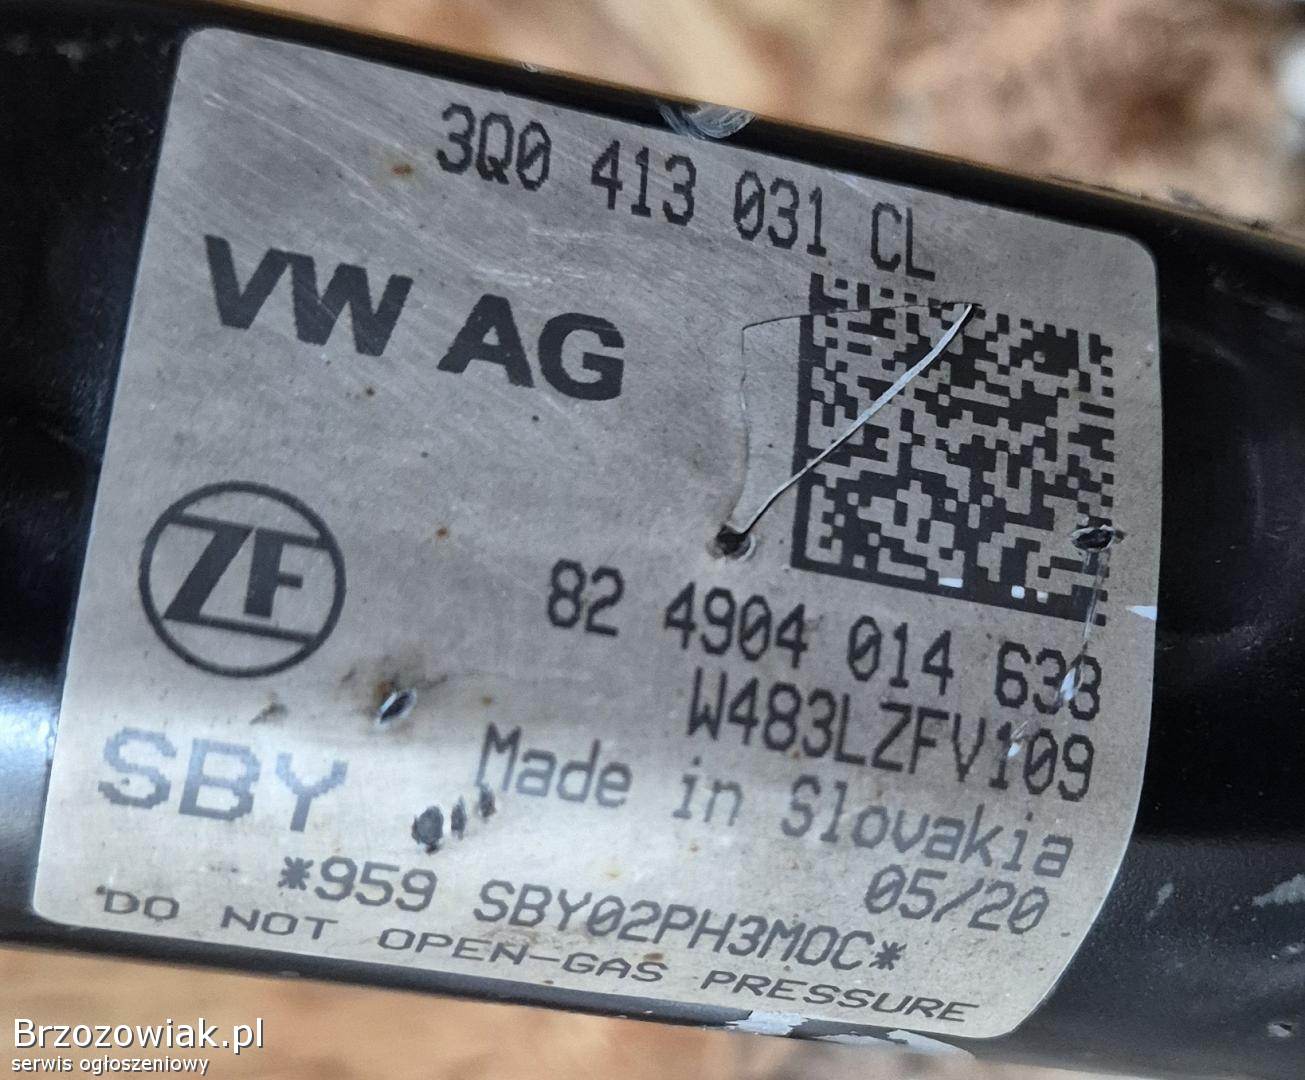 3Q0 413 031 CL
VW AG
ZF
82 4904 014 633
W483LZFV109
SBY
Made in Slovakia
05/20
*959 SBY02PH3MOC*
DO NOT OPEN-GAS PRESSURE
Brzozowiak.pl
serwis ogłoszeniowy